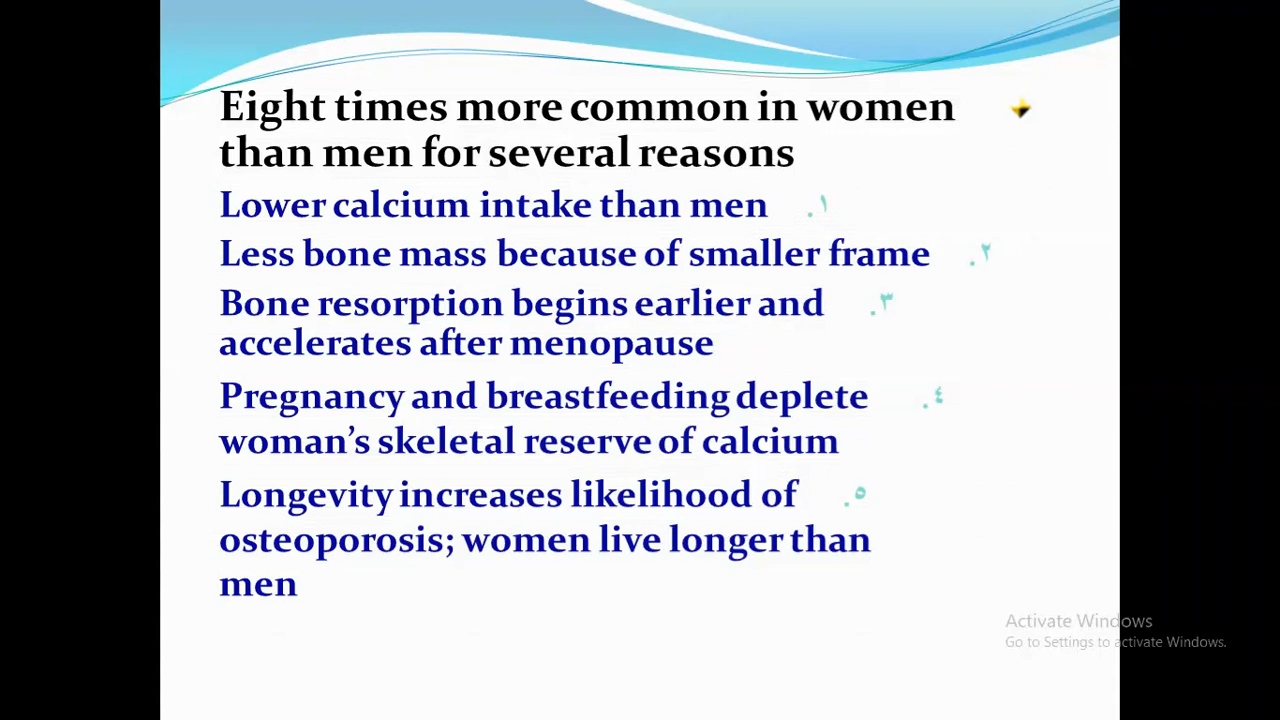 Eight times more common in women
than men for several reasons
١. Lower calcium intake than men
٢. Less bone mass because of smaller frame
٣. Bone resorption begins earlier and
accelerates after menopause
٤. Pregnancy and breastfeeding deplete
woman’s skeletal reserve of calcium
٥. Longevity increases likelihood of
osteoporosis; women live longer than
men
Activate Windows
Go to Settings to activate Windows.